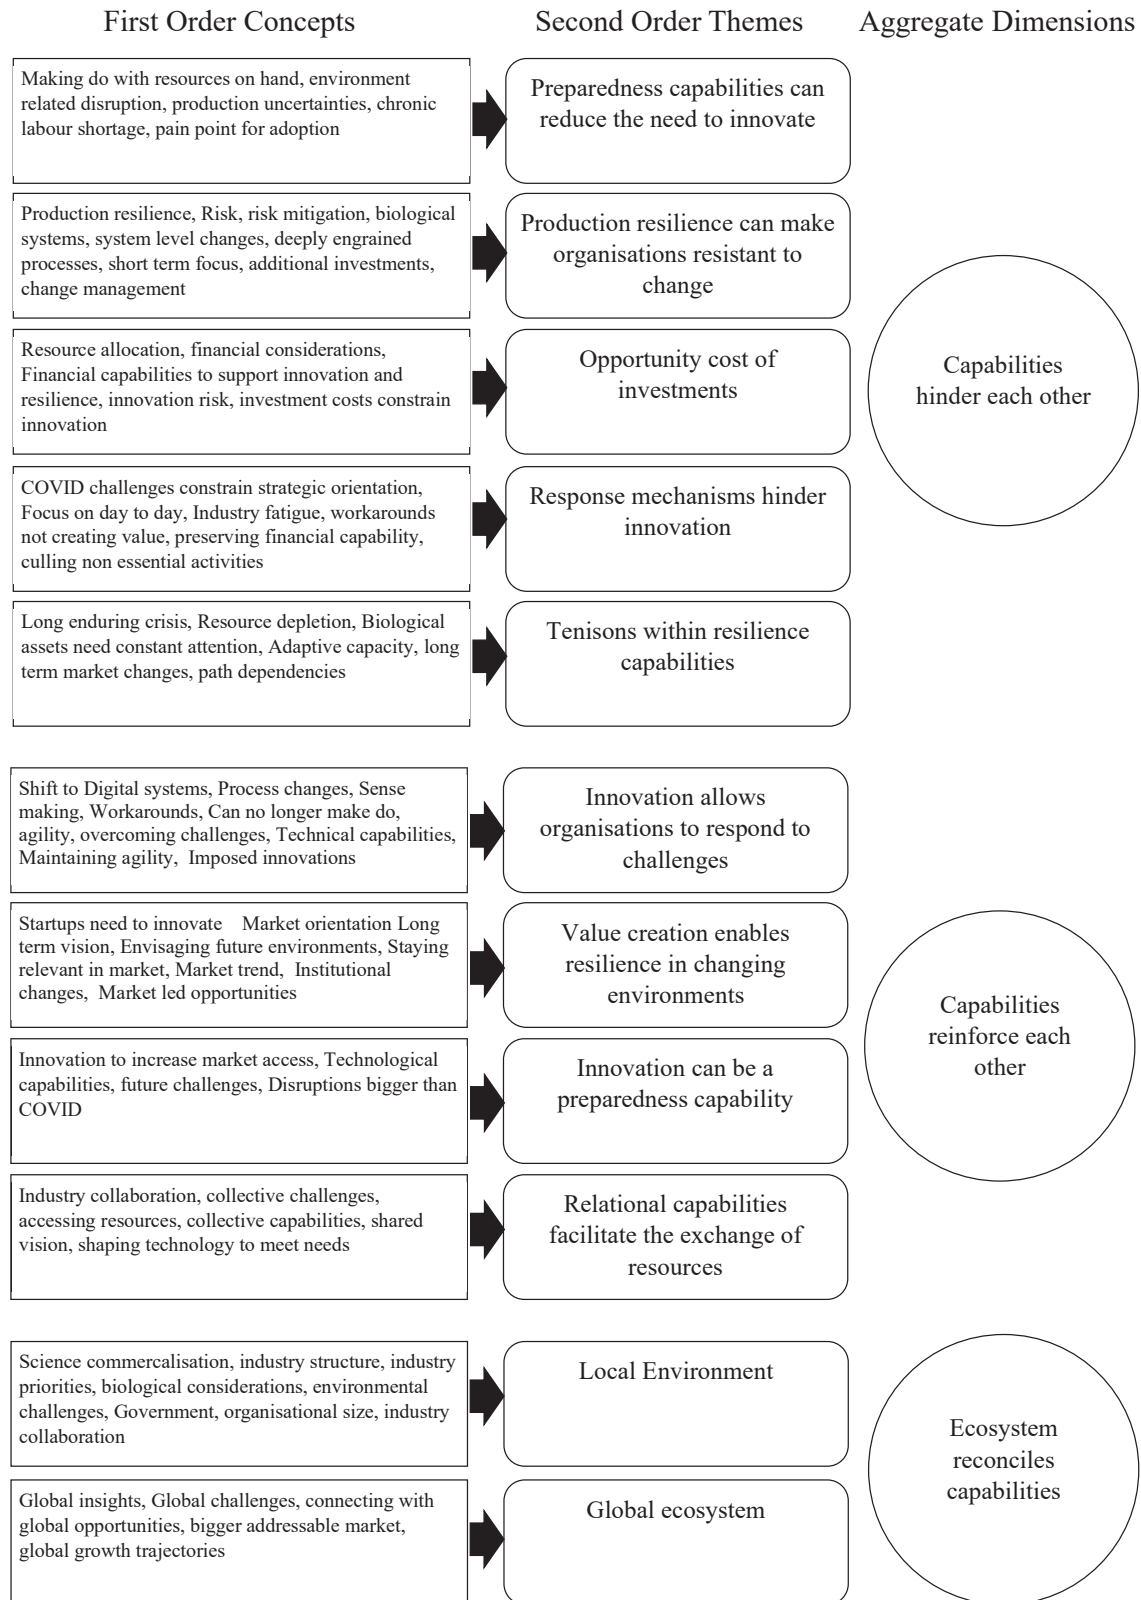 First Order Concepts
Second Order Themes
Aggregate Dimensions
Making do with resources on hand, environment
related disruption, production uncertainties, chronic
labour shortage, pain point for adoption
Preparedness capabilities can
reduce the need to innovate
Production resilience, Risk, risk mitigation, biological
systems, system level changes, deeply engrained
processes, short term focus, additional investments,
change management
Production resilience can make
organisations resistant to
change
Resource allocation, financial considerations,
Financial capabilities to support innovation and
resilience, innovation risk, investment costs constrain
innovation
Opportunity cost of
investments
COVID challenges constrain strategic orientation,
Focus on day to day, Industry fatigue, workarounds
not creating value, preserving financial capability,
culling non essential activities
Response mechanisms hinder
innovation
Long enduring crisis, Resource depletion, Biological
assets need constant attention, Adaptive capacity, long
term market changes, path dependencies
Tenisons within resilience
capabilities
Capabilities
hinder each other
Shift to Digital systems, Process changes, Sense
making, Workarounds, Can no longer make do,
agility, overcoming challenges, Technical capabilities,
Maintaining agility, Imposed innovations
Innovation allows
organisations to respond to
challenges
Startups need to innovate Market orientation Long
term vision, Envisaging future environments, Staying
relevant in market, Market trend, Institutional
changes, Market led opportunities
Value creation enables
resilience in changing
environments
Innovation to increase market access, Technological
capabilities, future challenges, Disruptions bigger than
COVID
Innovation can be a
preparedness capability
Industry collaboration, collective challenges,
accessing resources, collective capabilities, shared
vision, shaping technology to meet needs
Relational capabilities
facilitate the exchange of
resources
Capabilities
reinforce each
other
Science commercalisation, industry structure, industry
priorities, biological considerations, environmental
challenges, Government, organisational size, industry
collaboration
Local Environment
Global insights, Global challenges, connecting with
global opportunities, bigger addressable market,
global growth trajectories
Global ecosystem
Ecosystem
reconciles
capabilities